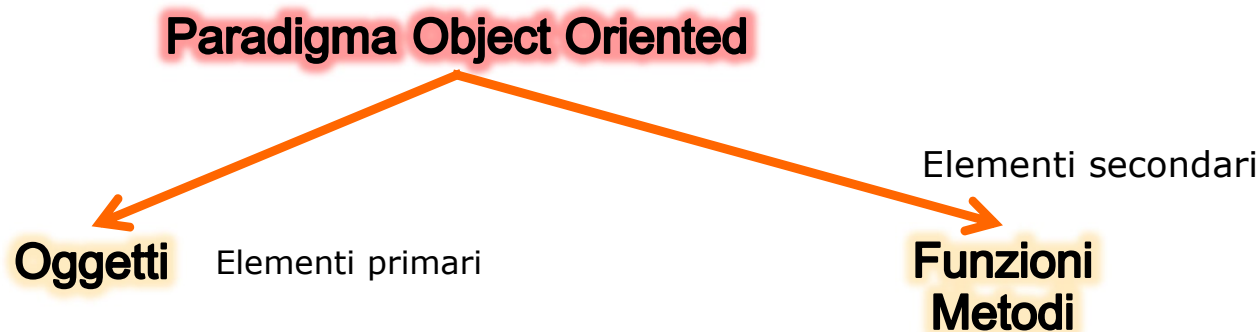 Paradigma Object Oriented
Elementi secondari
Oggetti
Elementi primari
Funzioni
Metodi